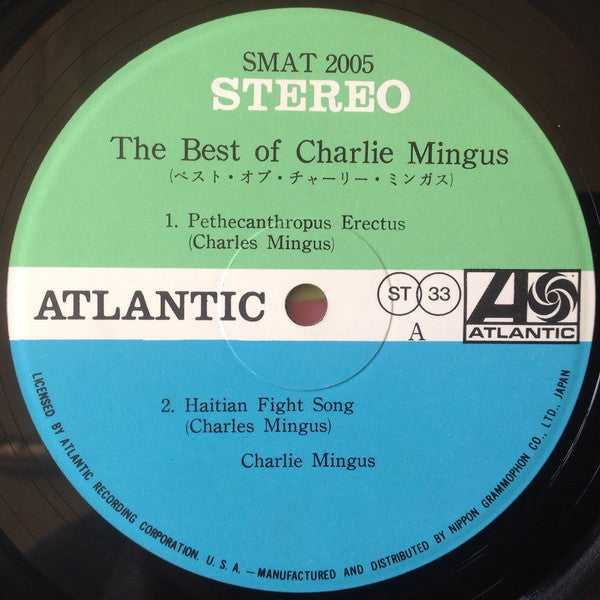 SMAT 2005
STEREO
The Best of Charlie Mingus
(ベスト・オブ・チャーリー・ミンガス)
1. Pethecanthropus Erectus
(Charles Mingus)
ATLANTIC
ST 33
A
ATLANTIC
2. Haitian Fight Song
(Charles Mingus)
Charlie Mingus
LICENSED BY ATLANTIC RECORDING CORPORATION. U. S. A. — MANUFACTURED AND DISTRIBUTED BY NIPPON GRAMMOPHON CO., LTD., JAPAN